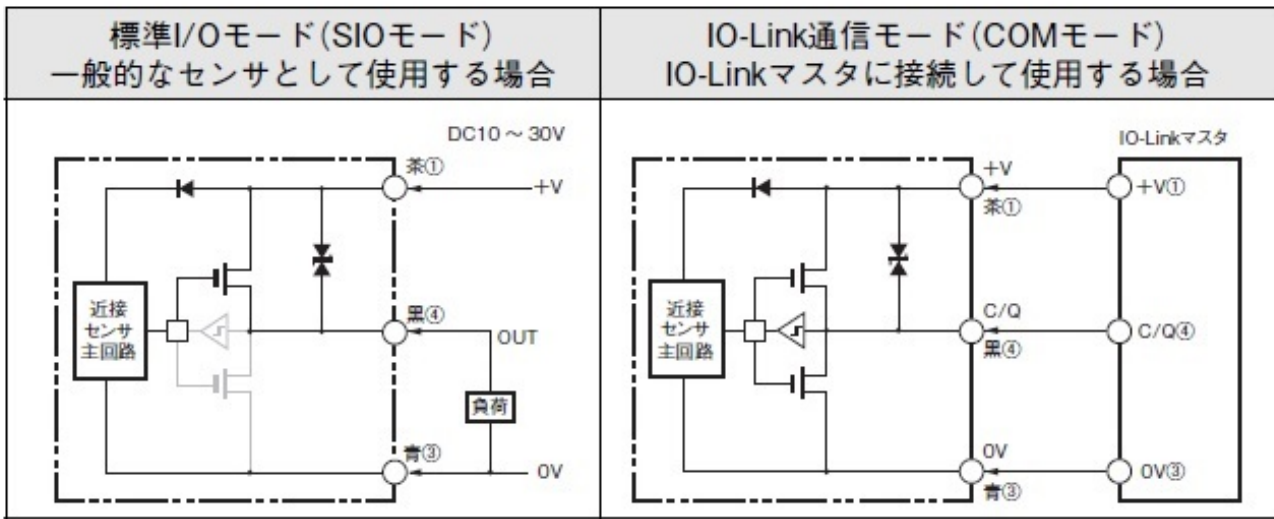 標準I/Oモード(SIOモード)
一般的なセンサとして使用する場合
IO-Link通信モード(COMモード)
IO-Linkマスタに接続して使用する場合
DC10～30V
茶①
+V
近接
センサ
主回路
黒④
OUT
負荷
青③
0V
IO-Linkマスタ
+V
茶①
+V①
近接
センサ
主回路
C/Q
黒④
C/Q④
0V
青③
0V③